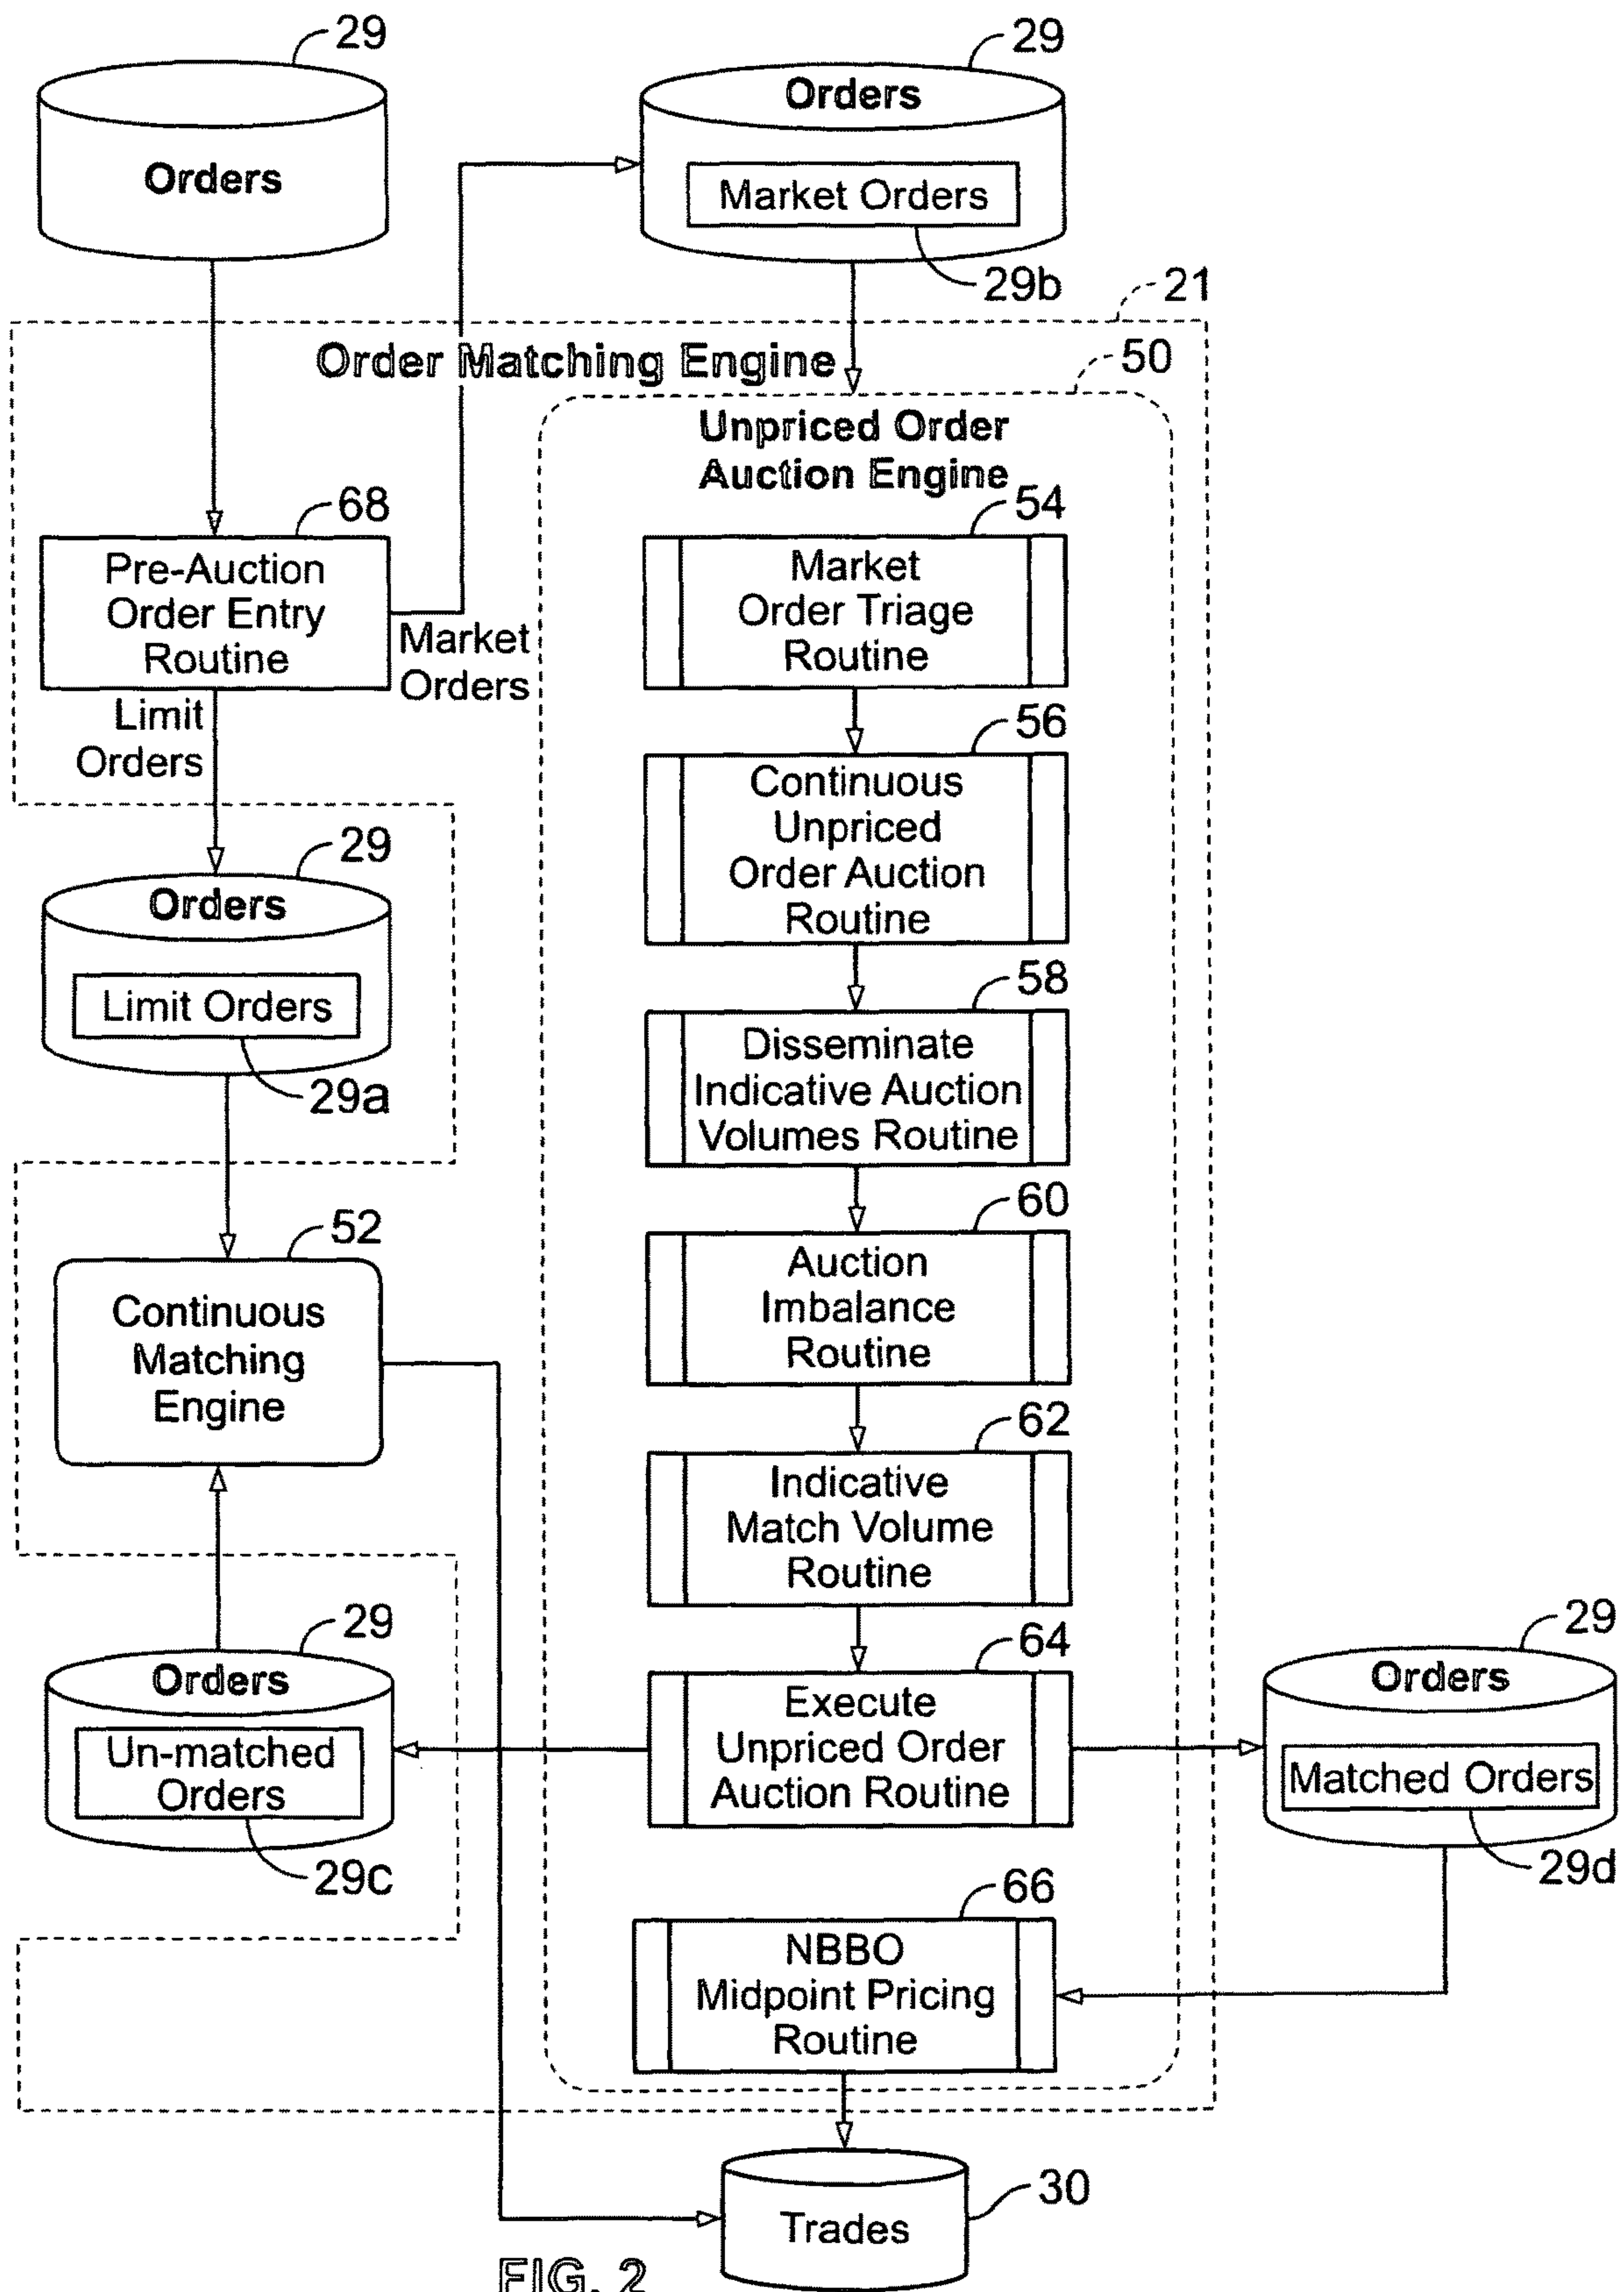 29
29
Orders
Orders
Market Orders
29b
21
Order Matching Engine
50
Unpriced Order
Auction Engine
68
54
Pre-Auction
Order Entry
Routine
Market
Orders
Limit
Orders
Market
Order Triage
Routine
56
Continuous
Unpriced
Order Auction
Routine
29
Orders
Limit Orders
29a
58
Disseminate
Indicative Auction
Volumes Routine
52
Continuous
Matching
Engine
60
Auction
Imbalance
Routine
62
Indicative
Match Volume
Routine
29
Orders
Un-matched
Orders
29c
64
Execute
Unpriced Order
Auction Routine
29
Orders
Matched Orders
29d
66
NBBO
Midpoint Pricing
Routine
30
Trades
FIG. 2